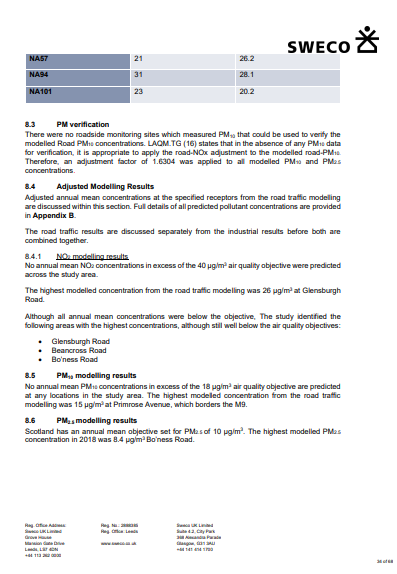 SWECO
NA67 21 26.2
NA94 31 28.1
NA101 23 20.2
8.3 PM verification
There were no roadside monitoring sites which measured PM10 that could be used to verify the
modelled Road PM10 concentrations. LAQM.TG (16) states that in the absence of any PM10 data
for verification, it is appropriate to apply the road-NOx adjustment to the modelled road-PM10.
Therefore, an adjustment factor of 1.6304 was applied to all modelled PM10 and PM2.5
concentrations.
8.4 Adjusted Modelling Results
Adjusted annual mean concentrations at the specified receptors from the road traffic modelling
are discussed within this section. Full details of all predicted pollutant concentrations are provided
in Appendix B.
The road traffic results are discussed separately from the industrial results before both are
combined together.
8.4.1 NO2 modelling results
No annual mean NO2 concentrations in excess of the 40 µg/m³ air quality objective were predicted
across the study area.
The highest modelled concentration from the road traffic modelling was 26 µg/m³ at Glensburgh
Road.
Although all annual mean concentrations were below the objective, The study identified the
following areas with the highest concentrations, although still well below the air quality objectives:
• Glensburgh Road
• Beancross Road
• Bo'ness Road
8.5 PM10 modelling results
No annual mean PM10 concentrations in excess of the 18 µg/m³ air quality objective are predicted
at any locations in the study area. The highest modelled concentration from the road traffic
modelling was 15 µg/m³ at Primrose Avenue, which borders the M9.
8.6 PM2.5 modelling results
Scotland has an annual mean objective set for PM2.5 of 10 µg/m³. The highest modelled PM2.5
concentration in 2018 was 8.4 µg/m³ Bo'ness Road.
Reg. Office Address: Reg. No.: 2888385 Sweco UK Limited
Sweco UK Limited Reg. Office: Leeds Suite 4.2, City Park
Grove House 368 Alexandra Parade
Mansion Gate Drive www.sweco.co.uk Glasgow, G31 3AU
Leeds, LS7 4DN +44 141 414 1700
+44 113 262 0000
34 of 68